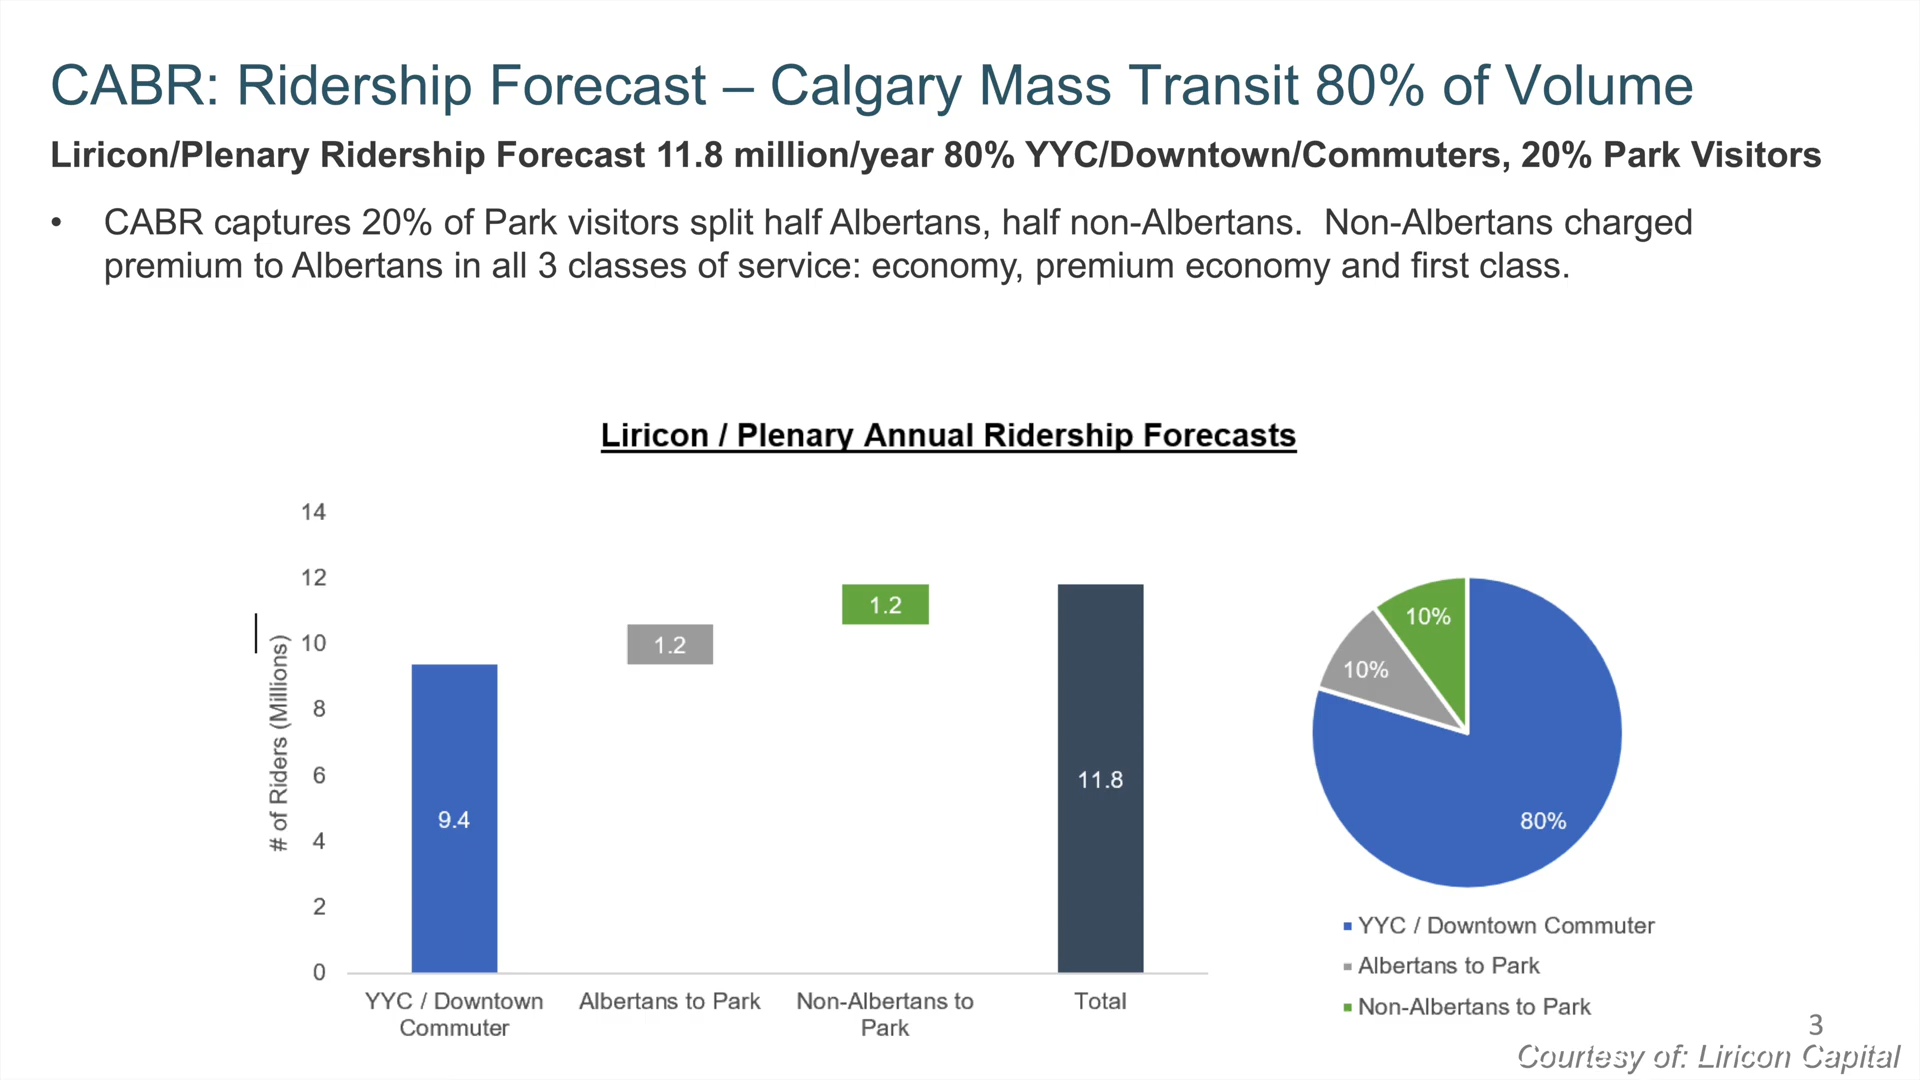 CABR: Ridership Forecast – Calgary Mass Transit 80% of Volume
Liricon/Plenary Ridership Forecast 11.8 million/year 80% YYC/Downtown/Commuters, 20% Park Visitors
• CABR captures 20% of Park visitors split half Albertans, half non-Albertans. Non-Albertans charged
premium to Albertans in all 3 classes of service: economy, premium economy and first class.
Liricon / Plenary Annual Ridership Forecasts
# of Riders (Millions)
14
12
10
8
6
4
2
0
9.4
1.2
1.2
11.8
YYC / Downtown
Commuter
Albertans to Park
Non-Albertans to
Park
Total
10%
10%
80%
YYC / Downtown Commuter
Albertans to Park
Non-Albertans to Park
3
Courtesy of: Liricon Capital